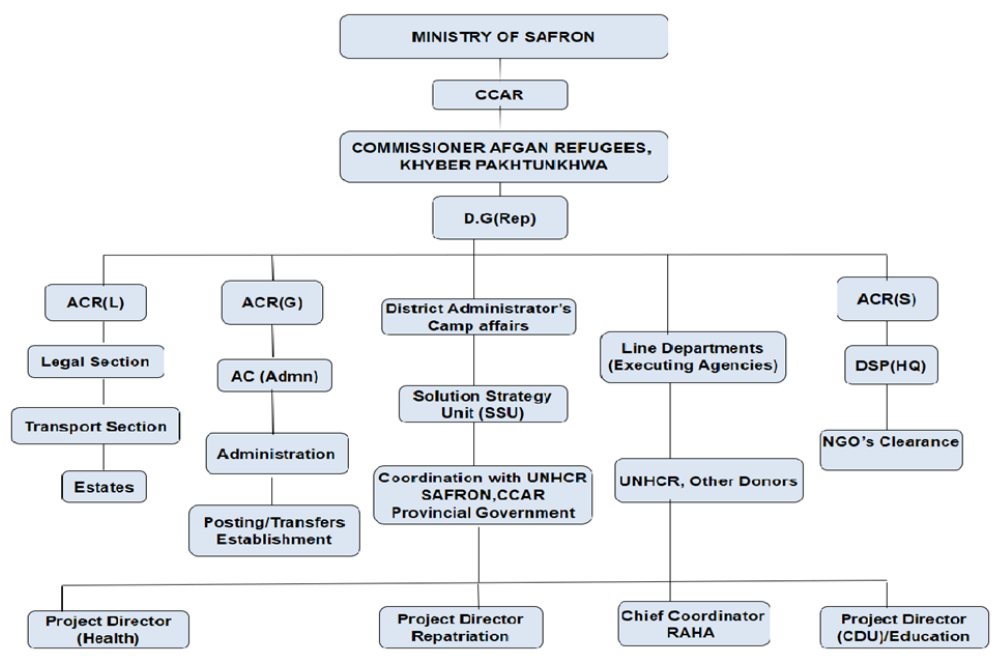 MINISTRY OF SAFRON
CCAR
COMMISSIONER AFGAN REFUGEES,
KHYBER PAKHTUNKHWA
D.G(Rep)
ACR(L)
Legal Section
Transport Section
Estates
ACR(G)
AC (Admn)
Administration
Posting/Transfers
Establishment
District Administrator's
Camp affairs
Solution Strategy
Unit (SSU)
Coordination with UNHCR
SAFRON,CCAR
Provincial Government
Line Departments
(Executing Agencies)
UNHCR, Other Donors
ACR(S)
DSP(HQ)
NGO's Clearance
Project Director
(Health)
Project Director
Repatriation
Chief Coordinator
RAHA
Project Director
(CDU)/Education